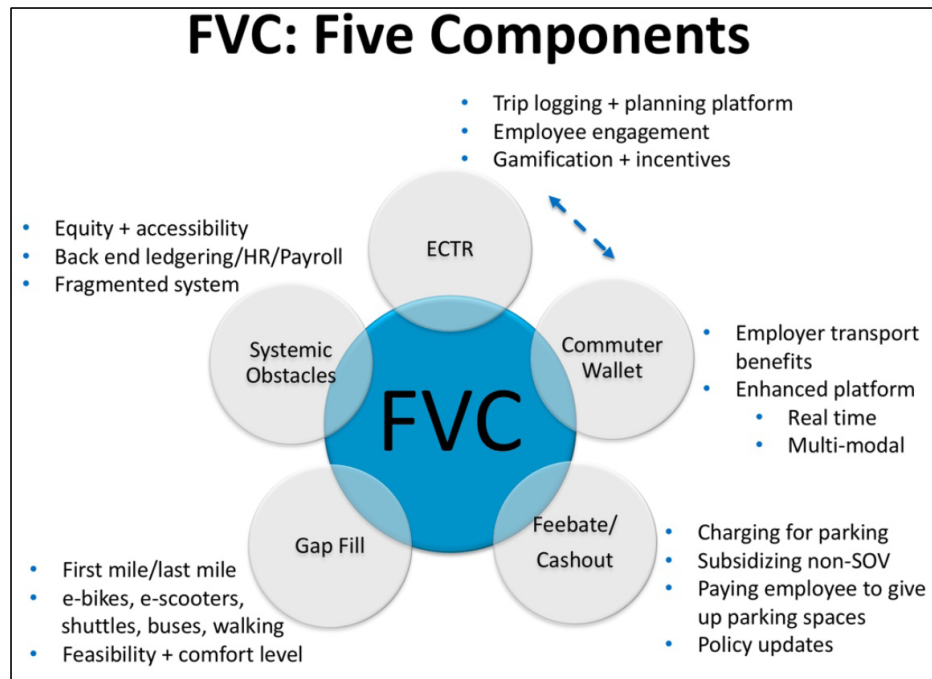 FVC: Five Components
• Trip logging + planning platform
• Employee engagement
• Gamification + incentives
ECTR
• Equity + accessibility
• Back end ledgering/HR/Payroll
• Fragmented system
Systemic
Obstacles
Commuter
Wallet
• Employer transport
benefits
• Enhanced platform
• Real time
• Multi-modal
FVC
Gap Fill
• First mile/last mile
• e-bikes, e-scooters,
shuttles, buses, walking
• Feasibility + comfort level
Feebate/
Cashout
• Charging for parking
• Subsidizing non-SOV
• Paying employee to give
up parking spaces
• Policy updates